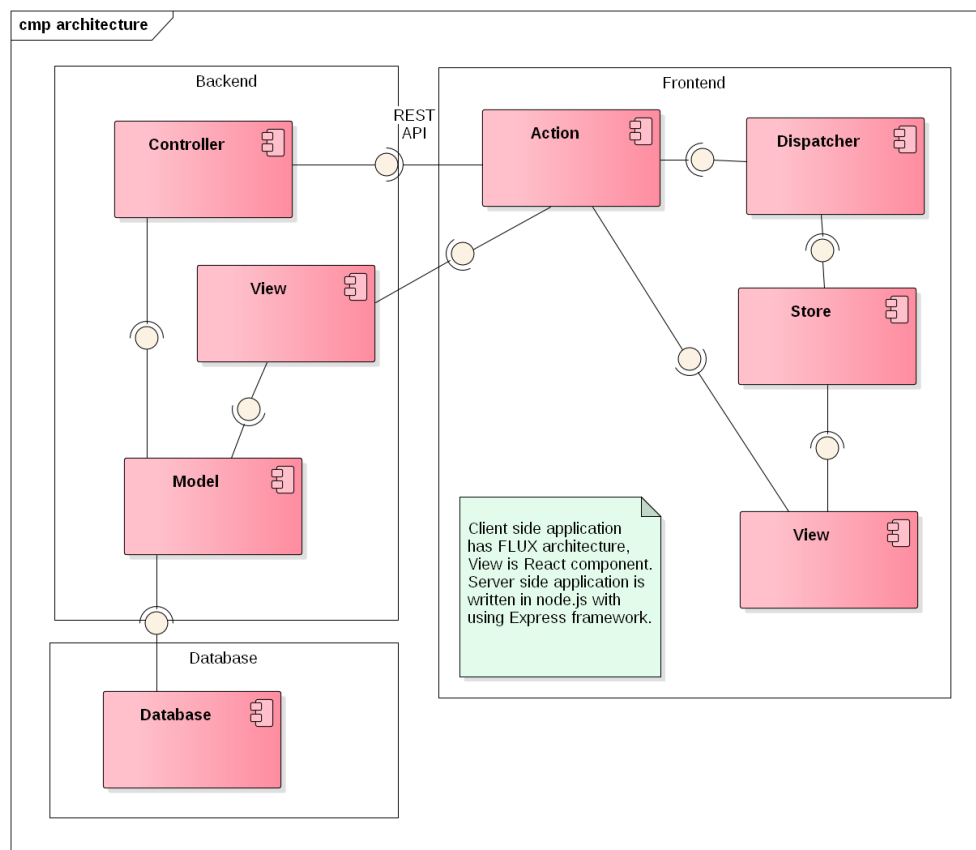 cmp architecture
Backend
Frontend
REST
API
Controller
Action
Dispatcher
View
Store
Model
View
Client side application
has FLUX architecture,
View is React component.
Server side application is
written in node.js with
using Express framework.
Database
Database